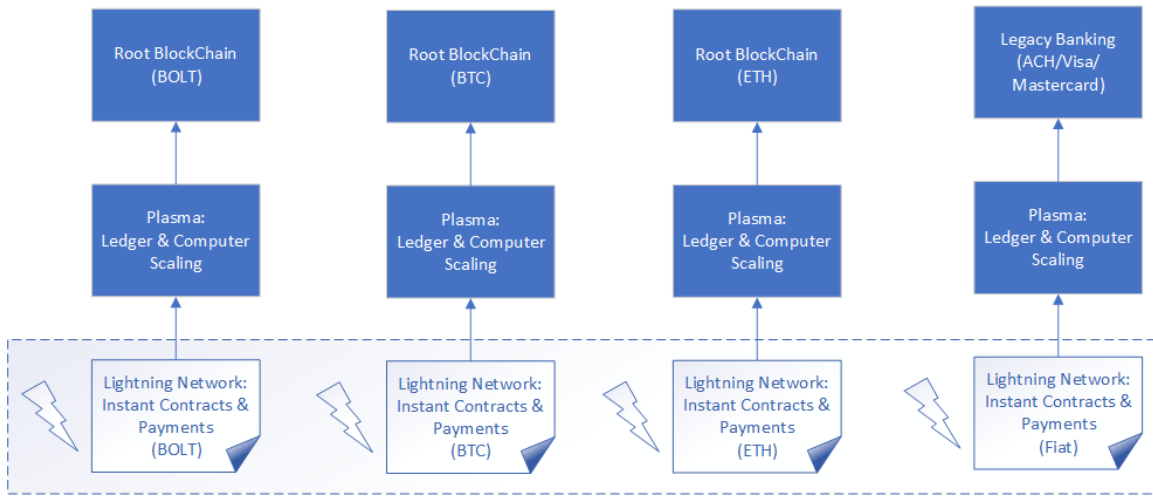 Root BlockChain
(BOLT)
Root BlockChain
(BTC)
Root BlockChain
(ETH)
Legacy Banking
(ACH/Visa/
Mastercard)
Plasma:
Ledger & Computer
Scaling
Plasma:
Ledger & Computer
Scaling
Plasma:
Ledger & Computer
Scaling
Plasma:
Ledger & Computer
Scaling
Lightning Network:
Instant Contracts &
Payments
(BOLT)
Lightning Network:
Instant Contracts &
Payments
(BTC)
Lightning Network:
Instant Contracts &
Payments
(ETH)
Lightning Network:
Instant Contracts &
Payments
(Fiat)